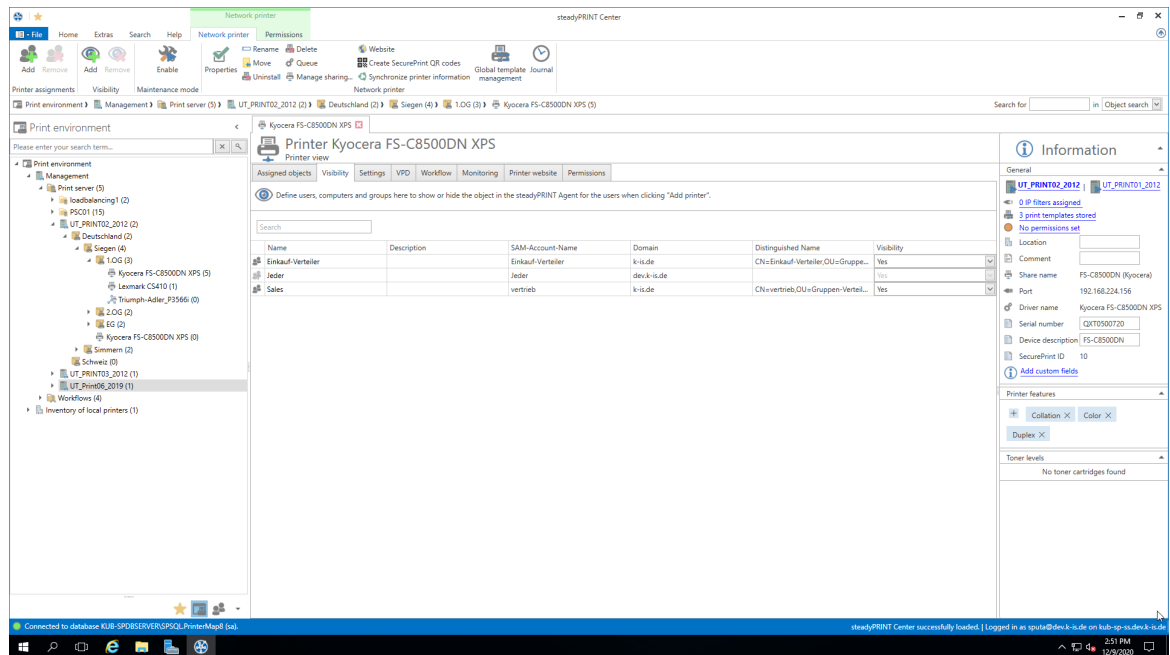 Network printer
steadyPRINT Center
File Home Extras Search Help Network printer Permissions
Add Remove Add Remove Enable Properties
Rename Delete Website
Move Queue Create SecurePrint QR codes
Uninstall Manage sharing... Synchronize printer information
Global template management Journal
Printer assignments Visibility Maintenance mode Network printer
Print environment Management Print server (5) UT_PRINT02_2012 (2) Deutschland (2) Siegen (4) 1.OG (3) Kyocera FS-C8500DN XPS (5)
Search for in Object search
Print environment
Please enter your search term...
Print environment
Management
Print server (5)
loadbalancing1 (2)
PSC01 (15)
UT_PRINT02_2012 (2)
Deutschland (2)
Siegen (4)
1.OG (3)
Kyocera FS-C8500DN XPS (5)
Lexmark CS410 (1)
Triumph-Adler_P3566i (0)
2.OG (2)
EG (2)
Kyocera FS-C8500DN XPS (0)
Simmern (2)
Schweiz (0)
UT_PRINT03_2012 (1)
UT_Print06_2019 (1)
Workflows (4)
Inventory of local printers (1)
Kyocera FS-C8500DN XPS
Printer Kyocera FS-C8500DN XPS
Printer view
Assigned objects Visibility Settings VPD Workflow Monitoring Printer website Permissions
Define users, computers and groups here to show or hide the object in the steadyPRINT Agent for the users when clicking "Add printer".
Search
Name Description SAM-Account-Name Domain Distinguished Name Visibility
Einkauf-Verteiler Einkauf-Verteiler k-is.de CN=Einkauf-Verteiler,OU=Gruppe... Yes
Jeder Jeder dev.k-is.de Yes
Sales vertrieb k-is.de CN=vertrieb,OU=Gruppen-Verteil... Yes
Information
General
UT_PRINT02_2012 | UT_PRINT01_2012
0 IP filters assigned
3 print templates stored
No permissions set
Location
Comment
Share name FS-C8500DN (Kyocera)
Port 192.168.224.156
Driver name Kyocera FS-C8500DN XPS
Serial number QXT0500720
Device description FS-C8500DN
SecurePrint ID 10
Add custom fields
Printer features
Collation Color
Duplex
Toner levels
No toner cartridges found
Connected to database KUB-SPDBSERVER\SPSQL.PrinterMap8 (sa).
steadyPRINT Center successfully loaded. | Logged in as sputa@dev.k-is.de on kub-sp-ss.dev.k-is.de
2:51 PM
12/9/2020